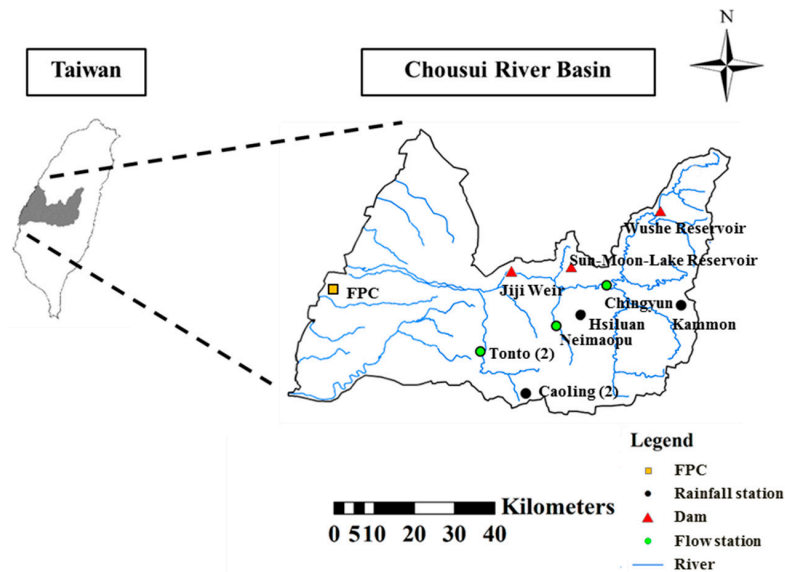 N
Taiwan
Chousui River Basin
Wushe Reservoir
Sun-Moon-Lake Reservoir
Jiji Weir
FPC
Chingyun
Hsiluan
Kammon
Neimaopu
Tonto (2)
Caoling (2)
Legend
FPC
Rainfall station
Dam
Flow station
River
Kilometers
0 5 10 20 30 40